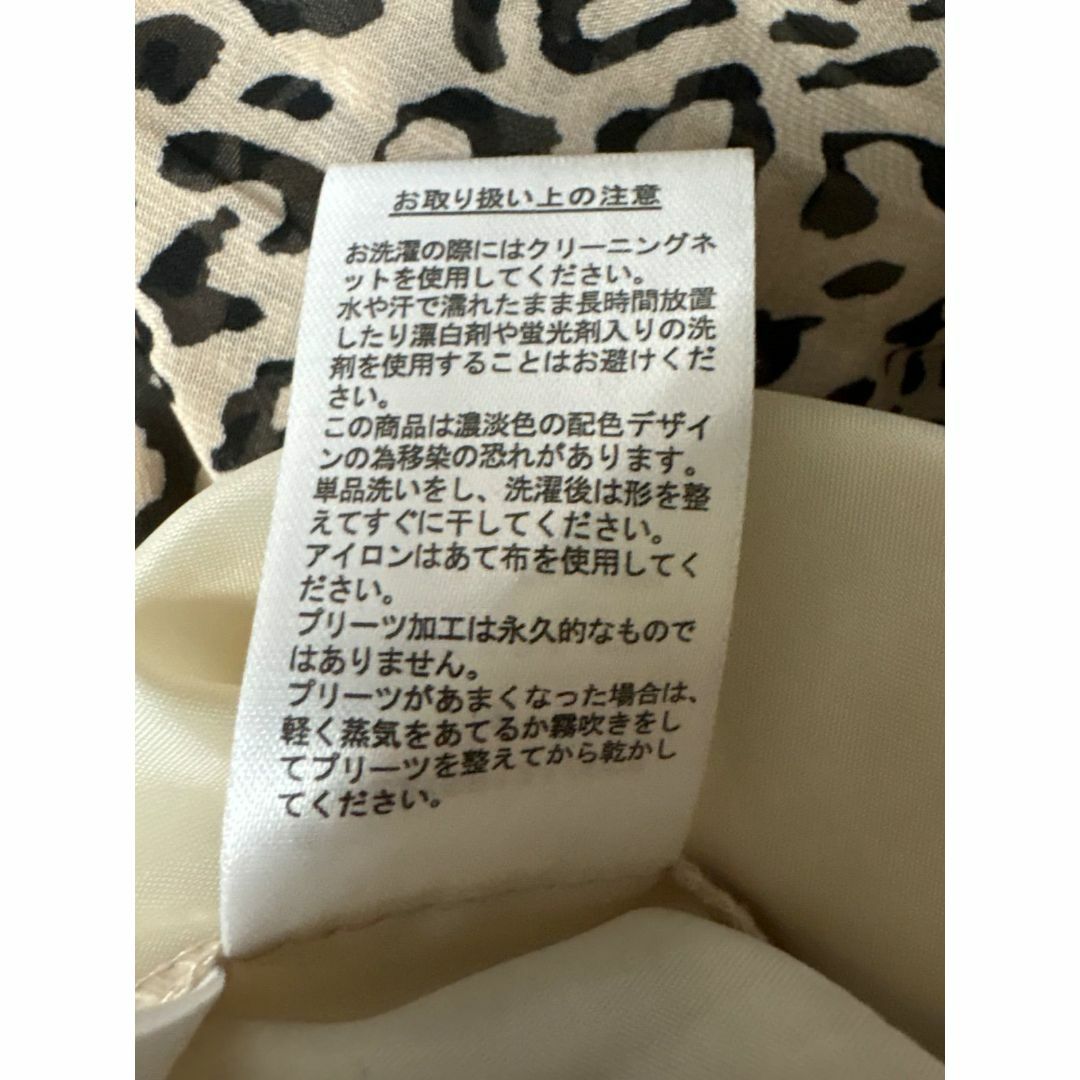 お取り扱い上の注意
お洗濯の際にはクリーニングネ
ットを使用してください。
水や汗で濡れたまま長時間放置
したり漂白剤や蛍光剤入りの洗
剤を使用することはお避けくだ
さい。
この商品は濃淡色の配色デザイ
ンの為移染の恐れがあります。
単品洗いをし、洗濯後は形を整
えてすぐに干してください。
アイロンはあて布を使用してく
ださい。
プリーツ加工は永久的なもので
はありません。
プリーツがあまくなった場合は、
軽く蒸気をあてるか霧吹きをし
てプリーツを整えてから乾かし
てください。